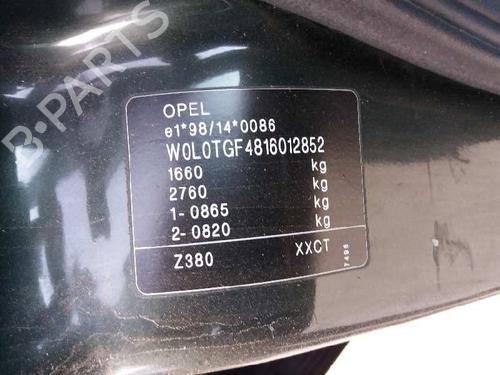 B-PARTS
OPEL
e1*98/14*0086
W0L0TGF4816012852
1660 kg
2760 kg
1- 0865 kg
2- 0820 kg
Z380 XXCT
7495